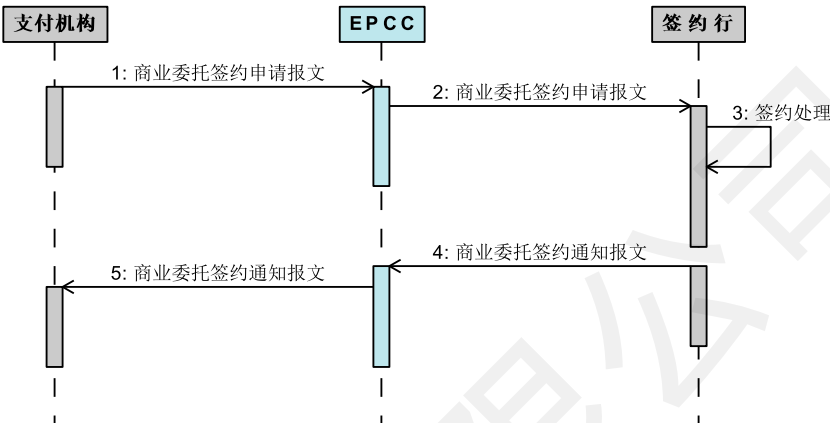 支付机构
EPCC
签约行
1: 商业委托签约申请报文
2: 商业委托签约申请报文
3: 签约处理
4: 商业委托签约通知报文
5: 商业委托签约通知报文
限公司